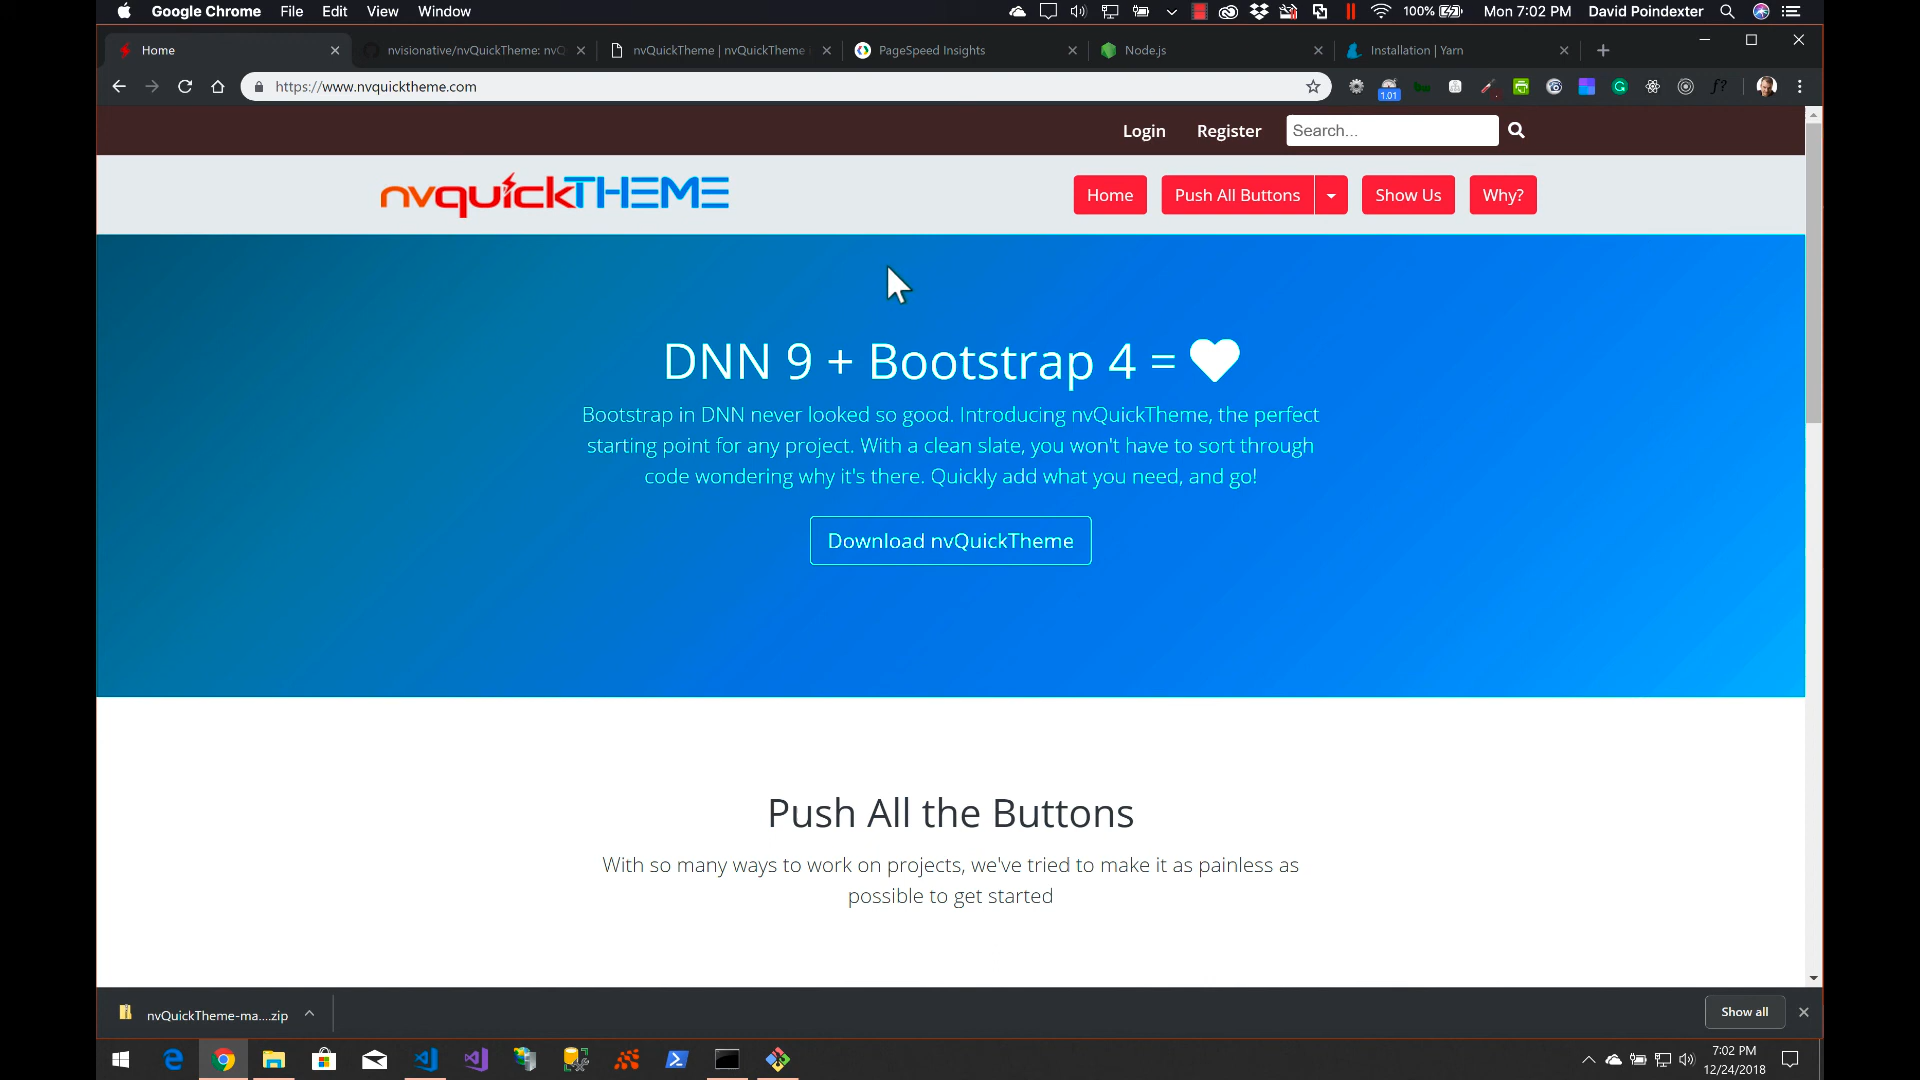 Google Chrome File Edit View Window 100% Mon 7:02 PM David Poindexter
Home nvisionative/nvQuickTheme: nvQ nvQuickTheme | nvQuickTheme PageSpeed Insights Node.js Installation | Yarn
https://www.nvquicktheme.com 1.01 f?
Login Register Search...
nvquickTHEME Home Push All Buttons Show Us Why?
DNN 9 + Bootstrap 4 =
Bootstrap in DNN never looked so good. Introducing nvQuickTheme, the perfect
starting point for any project. With a clean slate, you won't have to sort through
code wondering why it's there. Quickly add what you need, and go!
Download nvQuickTheme
Push All the Buttons
With so many ways to work on projects, we've tried to make it as painless as
possible to get started
nvQuickTheme-ma....zip Show all
7:02 PM
12/24/2018